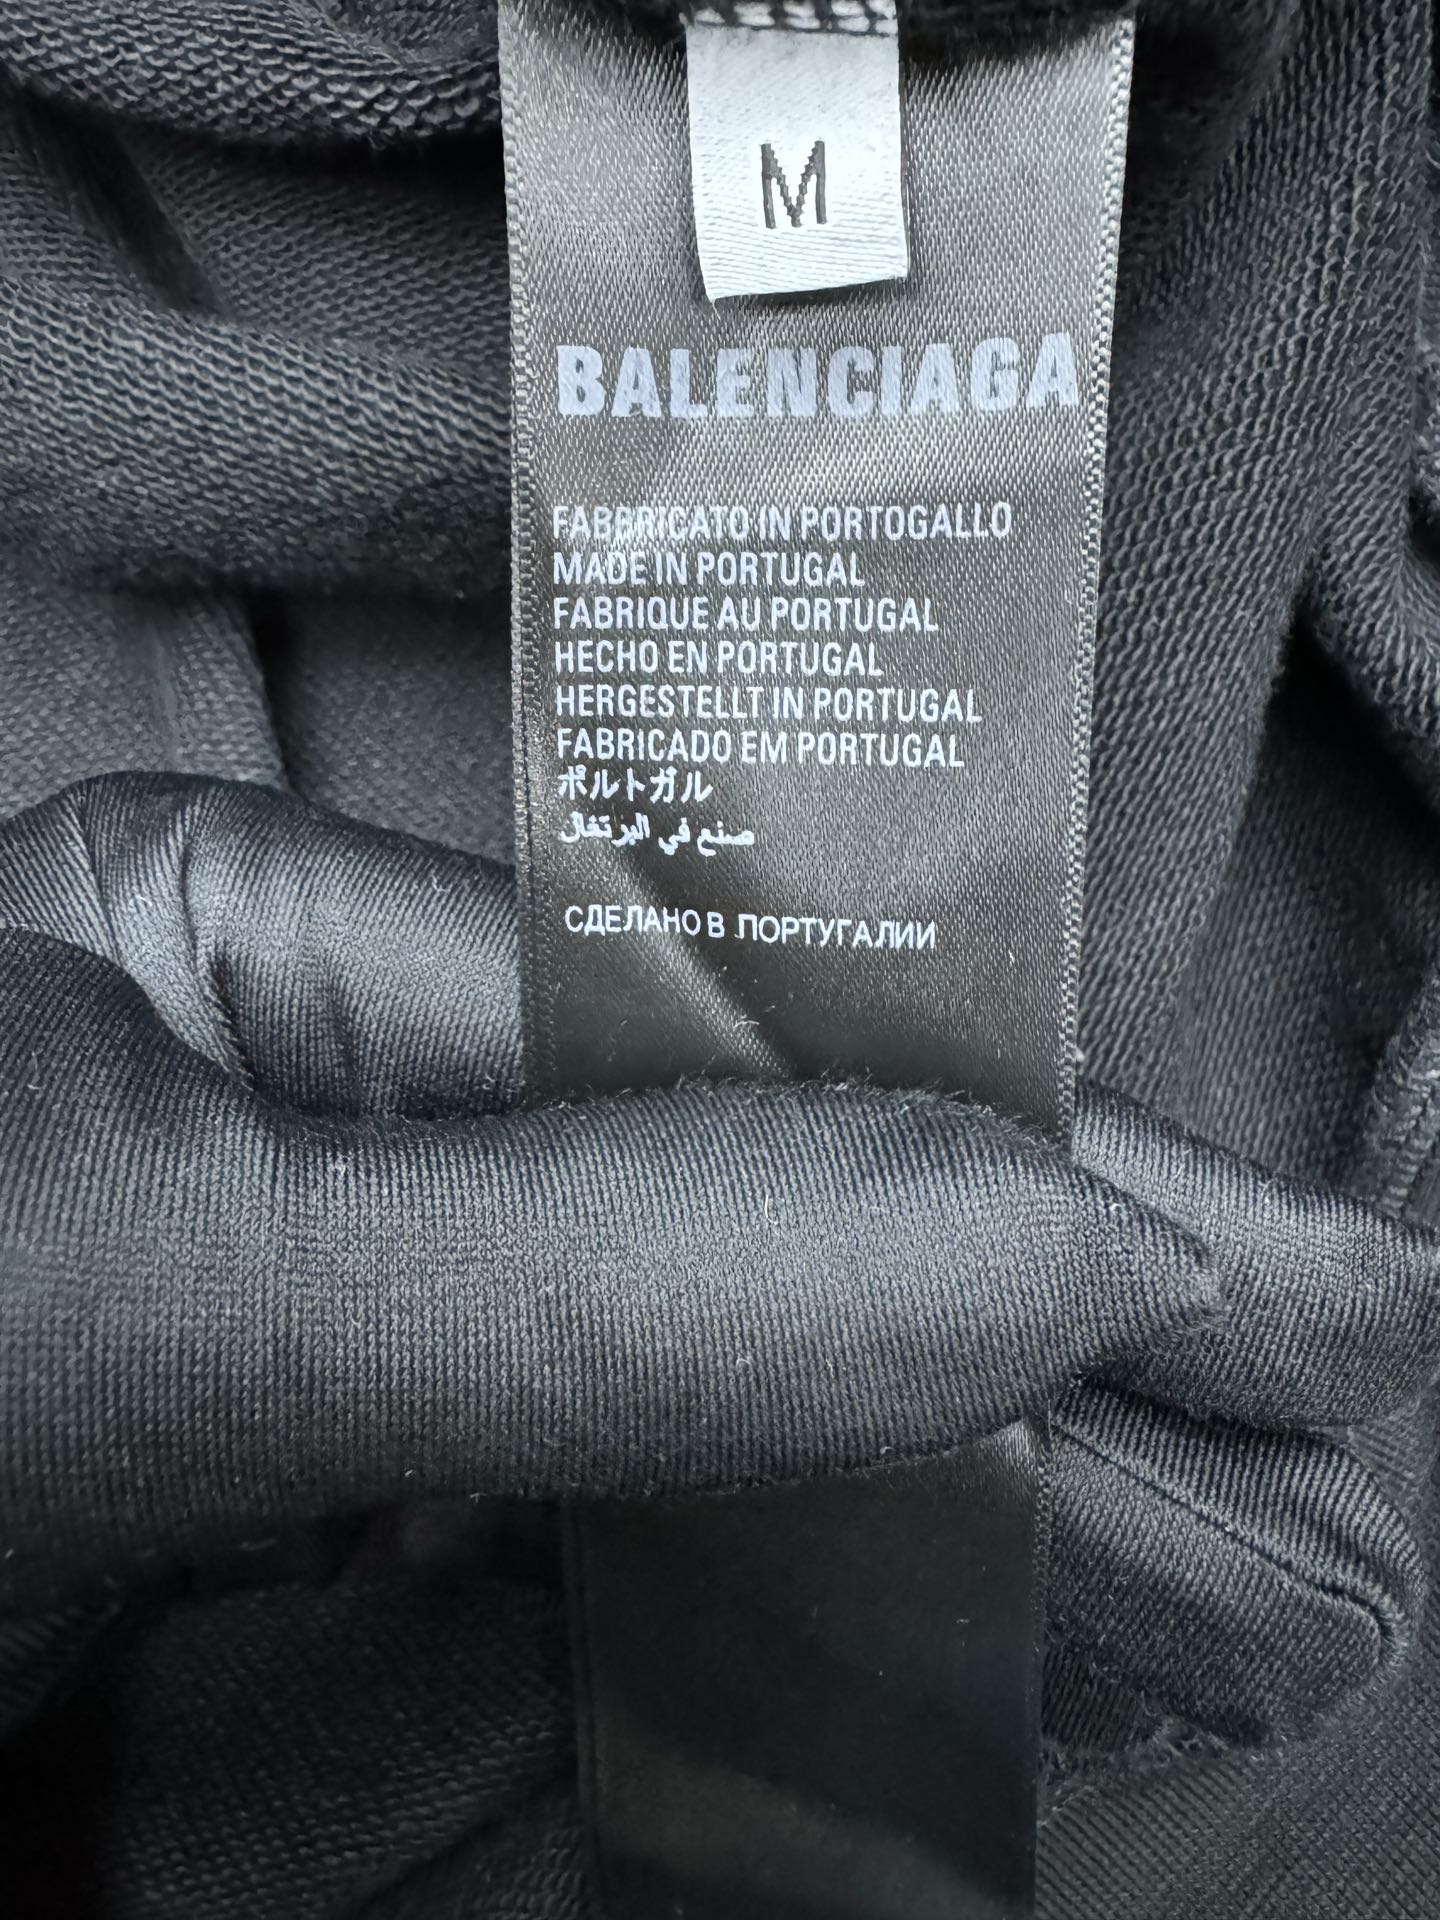 M
BALENCIAGA
FABBRICATO IN PORTOGALLO
MADE IN PORTUGAL
FABRIQUE AU PORTUGAL
HECHO EN PORTUGAL
HERGESTELLT IN PORTUGAL
FABRICADO EM PORTUGAL
ポルトガル
صنع في البرتغال
СДЕЛАНО В ПОРТУГАЛИИ